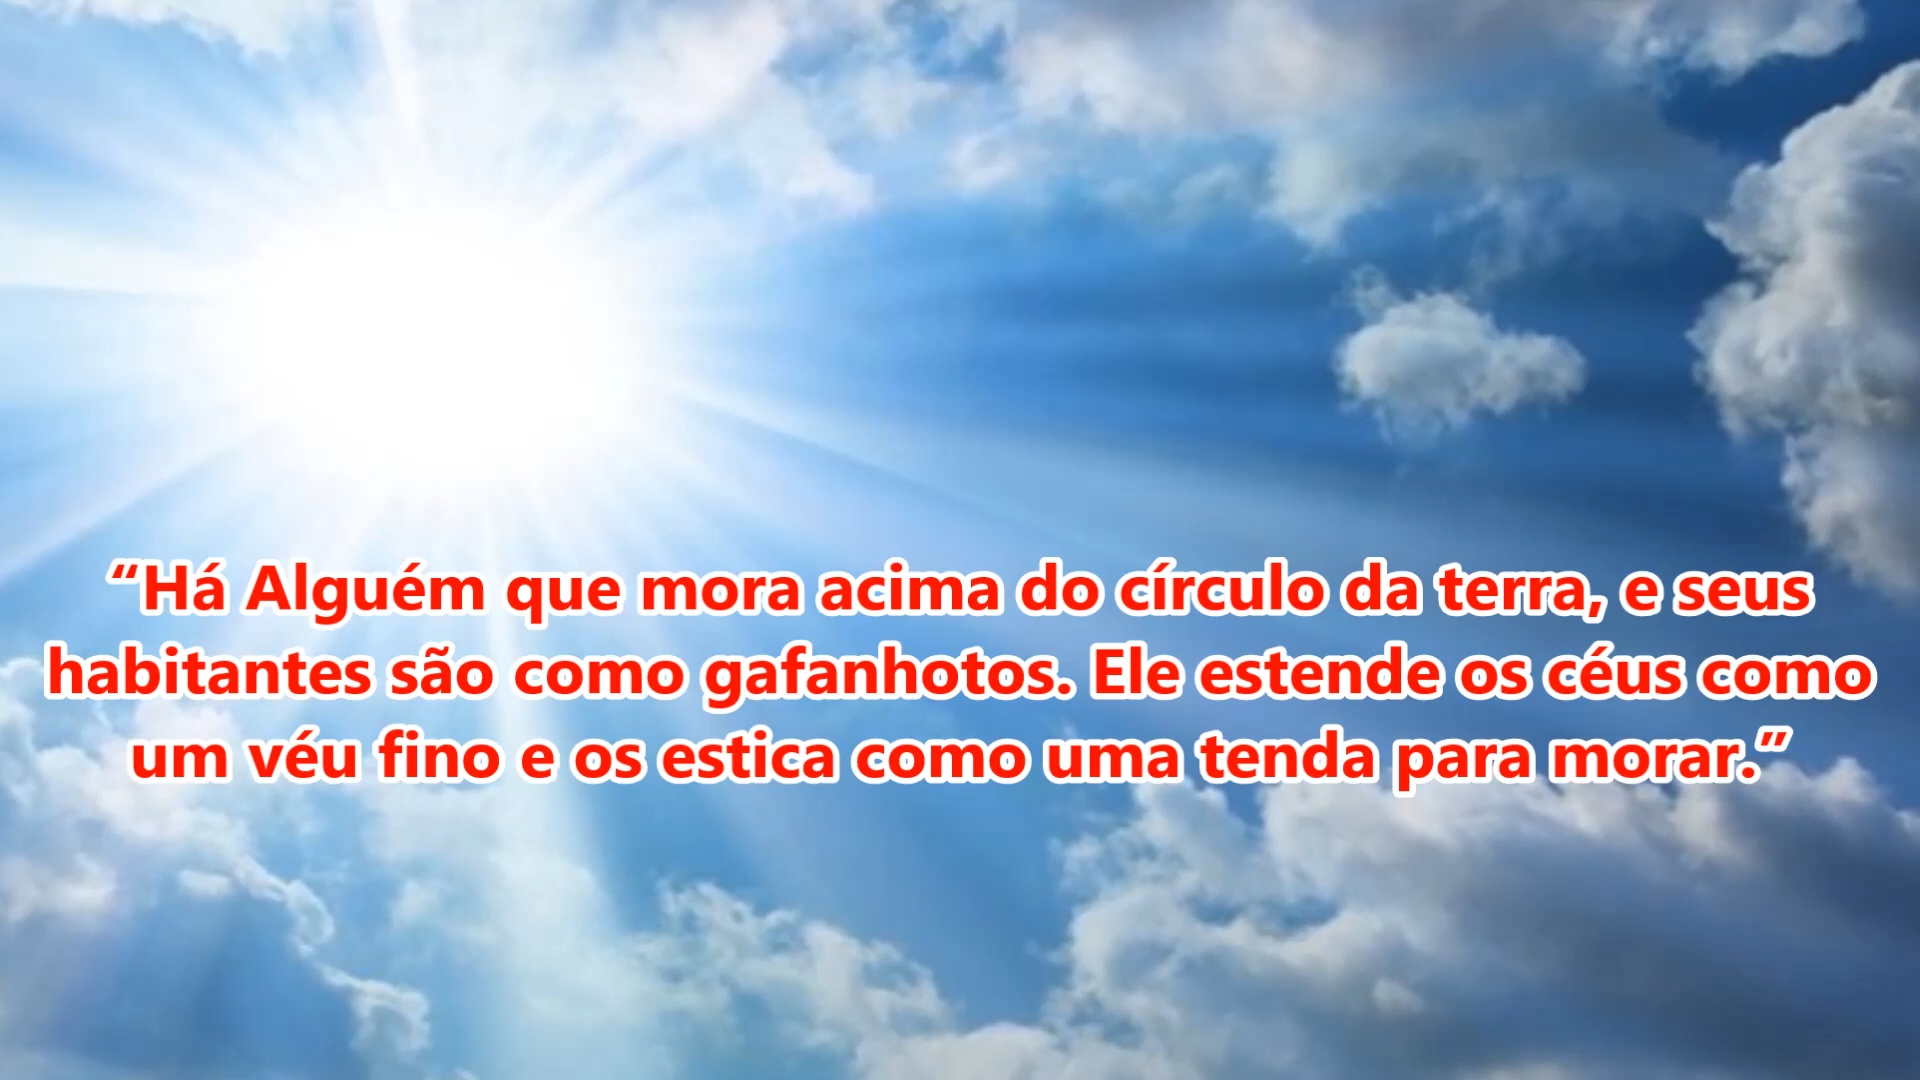 “Há Alguém que mora acima do círculo da terra, e seus
habitantes são como gafanhotos. Ele estende os céus como
um véu fino e os estica como uma tenda para morar.”